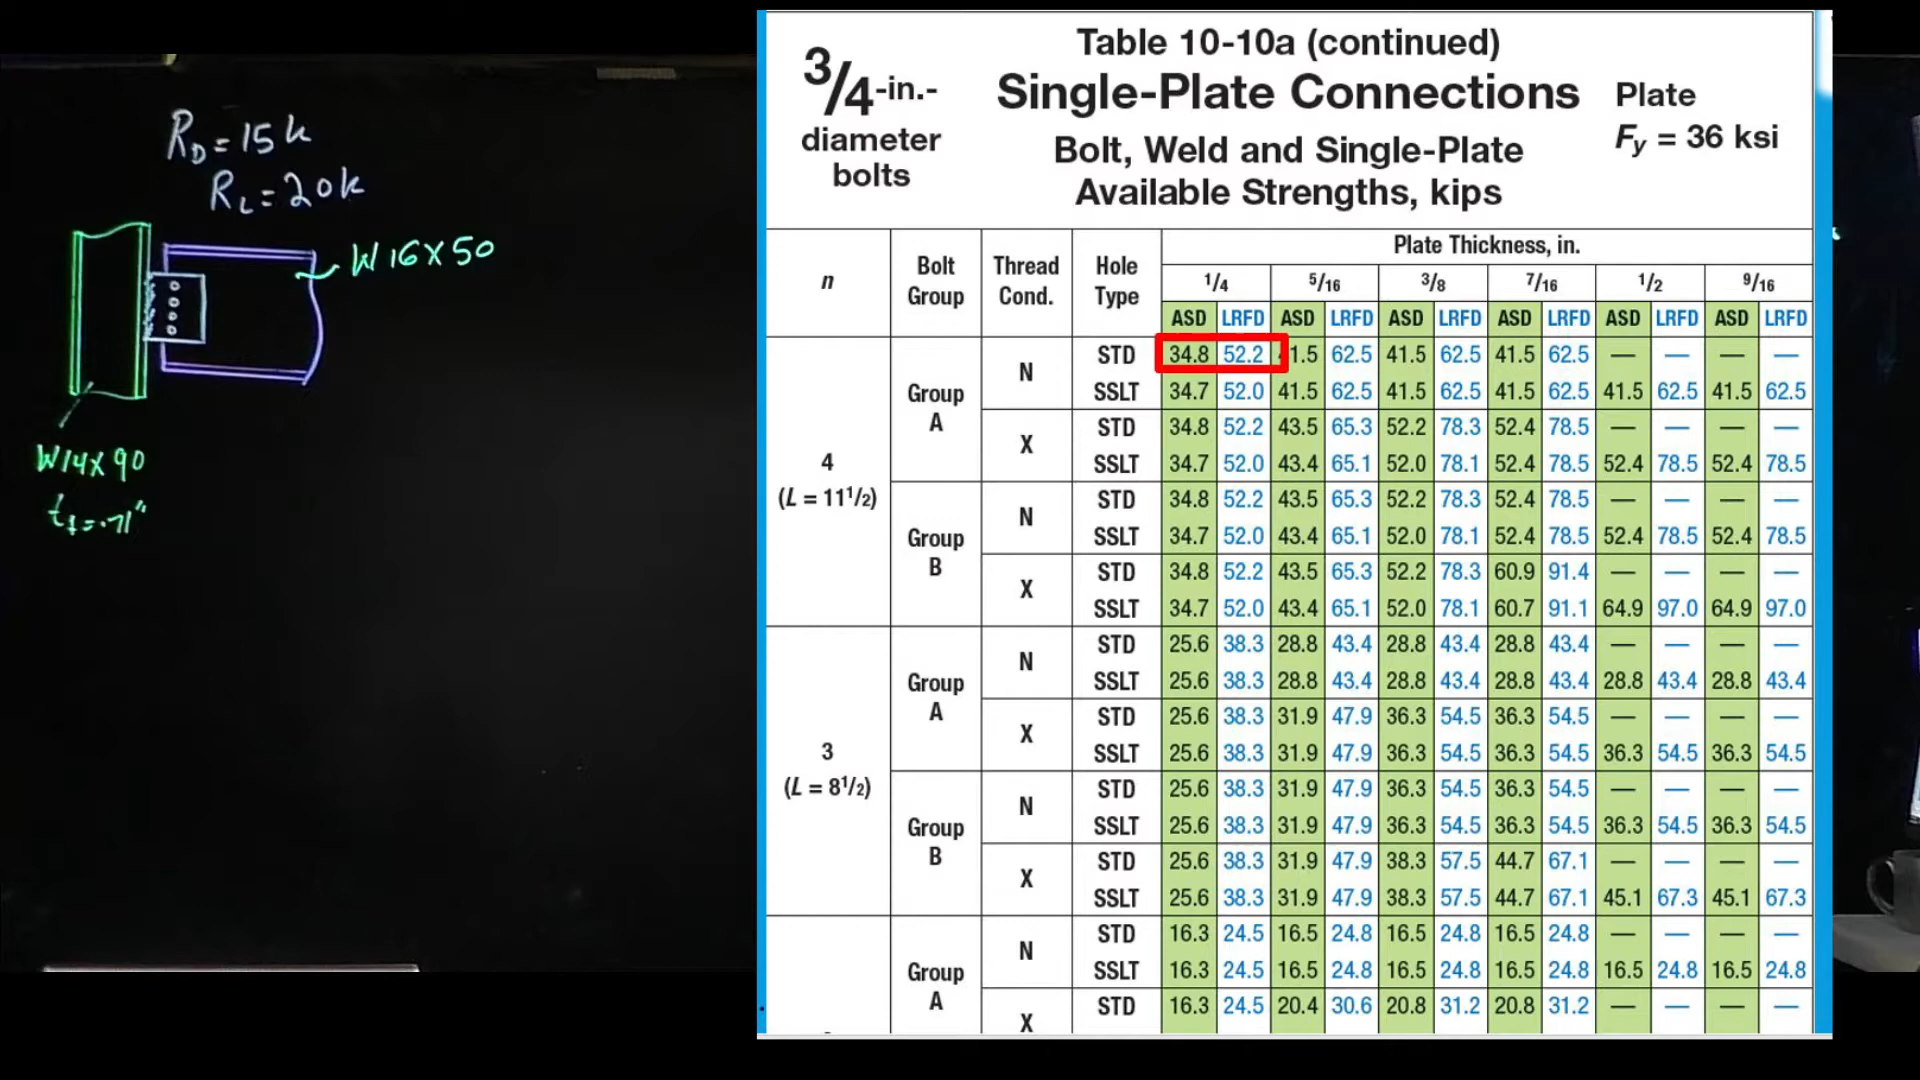 R_D = 15k
R_L = 20k
W16X50
W14X90
t_f = .71"
Table 10-10a (continued)
3/4-in.-diameter bolts
Single-Plate Connections
Plate
Fy = 36 ksi
Bolt, Weld and Single-Plate
Available Strengths, kips
n Bolt Group Thread Cond. Hole Type Plate Thickness, in.
1/4 5/16 3/8 7/16 1/2 9/16
ASD LRFD ASD LRFD ASD LRFD ASD LRFD ASD LRFD ASD LRFD
4 (L = 11 1/2)
Group A N STD 34.8 52.2 41.5 62.5 41.5 62.5 41.5 62.5 — — — —
SSLT 34.7 52.0 41.5 62.5 41.5 62.5 41.5 62.5 41.5 62.5 41.5 62.5
X STD 34.8 52.2 43.5 65.3 52.2 78.3 52.4 78.5 — — — —
SSLT 34.7 52.0 43.4 65.1 52.0 78.1 52.4 78.5 52.4 78.5 52.4 78.5
Group B N STD 34.8 52.2 43.5 65.3 52.2 78.3 52.4 78.5 — — — —
SSLT 34.7 52.0 43.4 65.1 52.0 78.1 52.4 78.5 52.4 78.5 52.4 78.5
X STD 34.8 52.2 43.5 65.3 52.2 78.3 60.9 91.4 — — — —
SSLT 34.7 52.0 43.4 65.1 52.0 78.1 60.7 91.1 64.9 97.0 64.9 97.0
3 (L = 8 1/2)
Group A N STD 25.6 38.3 28.8 43.4 28.8 43.4 28.8 43.4 — — — —
SSLT 25.6 38.3 28.8 43.4 28.8 43.4 28.8 43.4 28.8 43.4 28.8 43.4
X STD 25.6 38.3 31.9 47.9 36.3 54.5 36.3 54.5 — — — —
SSLT 25.6 38.3 31.9 47.9 36.3 54.5 36.3 54.5 36.3 54.5 36.3 54.5
Group B N STD 25.6 38.3 31.9 47.9 36.3 54.5 36.3 54.5 — — — —
SSLT 25.6 38.3 31.9 47.9 36.3 54.5 36.3 54.5 36.3 54.5 36.3 54.5
X STD 25.6 38.3 31.9 47.9 38.3 57.5 44.7 67.1 — — — —
SSLT 25.6 38.3 31.9 47.9 38.3 57.5 44.7 67.1 45.1 67.3 45.1 67.3
Group A N STD 16.3 24.5 16.5 24.8 16.5 24.8 16.5 24.8 — — — —
SSLT 16.3 24.5 16.5 24.8 16.5 24.8 16.5 24.8 16.5 24.8 16.5 24.8
X STD 16.3 24.5 20.4 30.6 20.8 31.2 20.8 31.2 — — — —